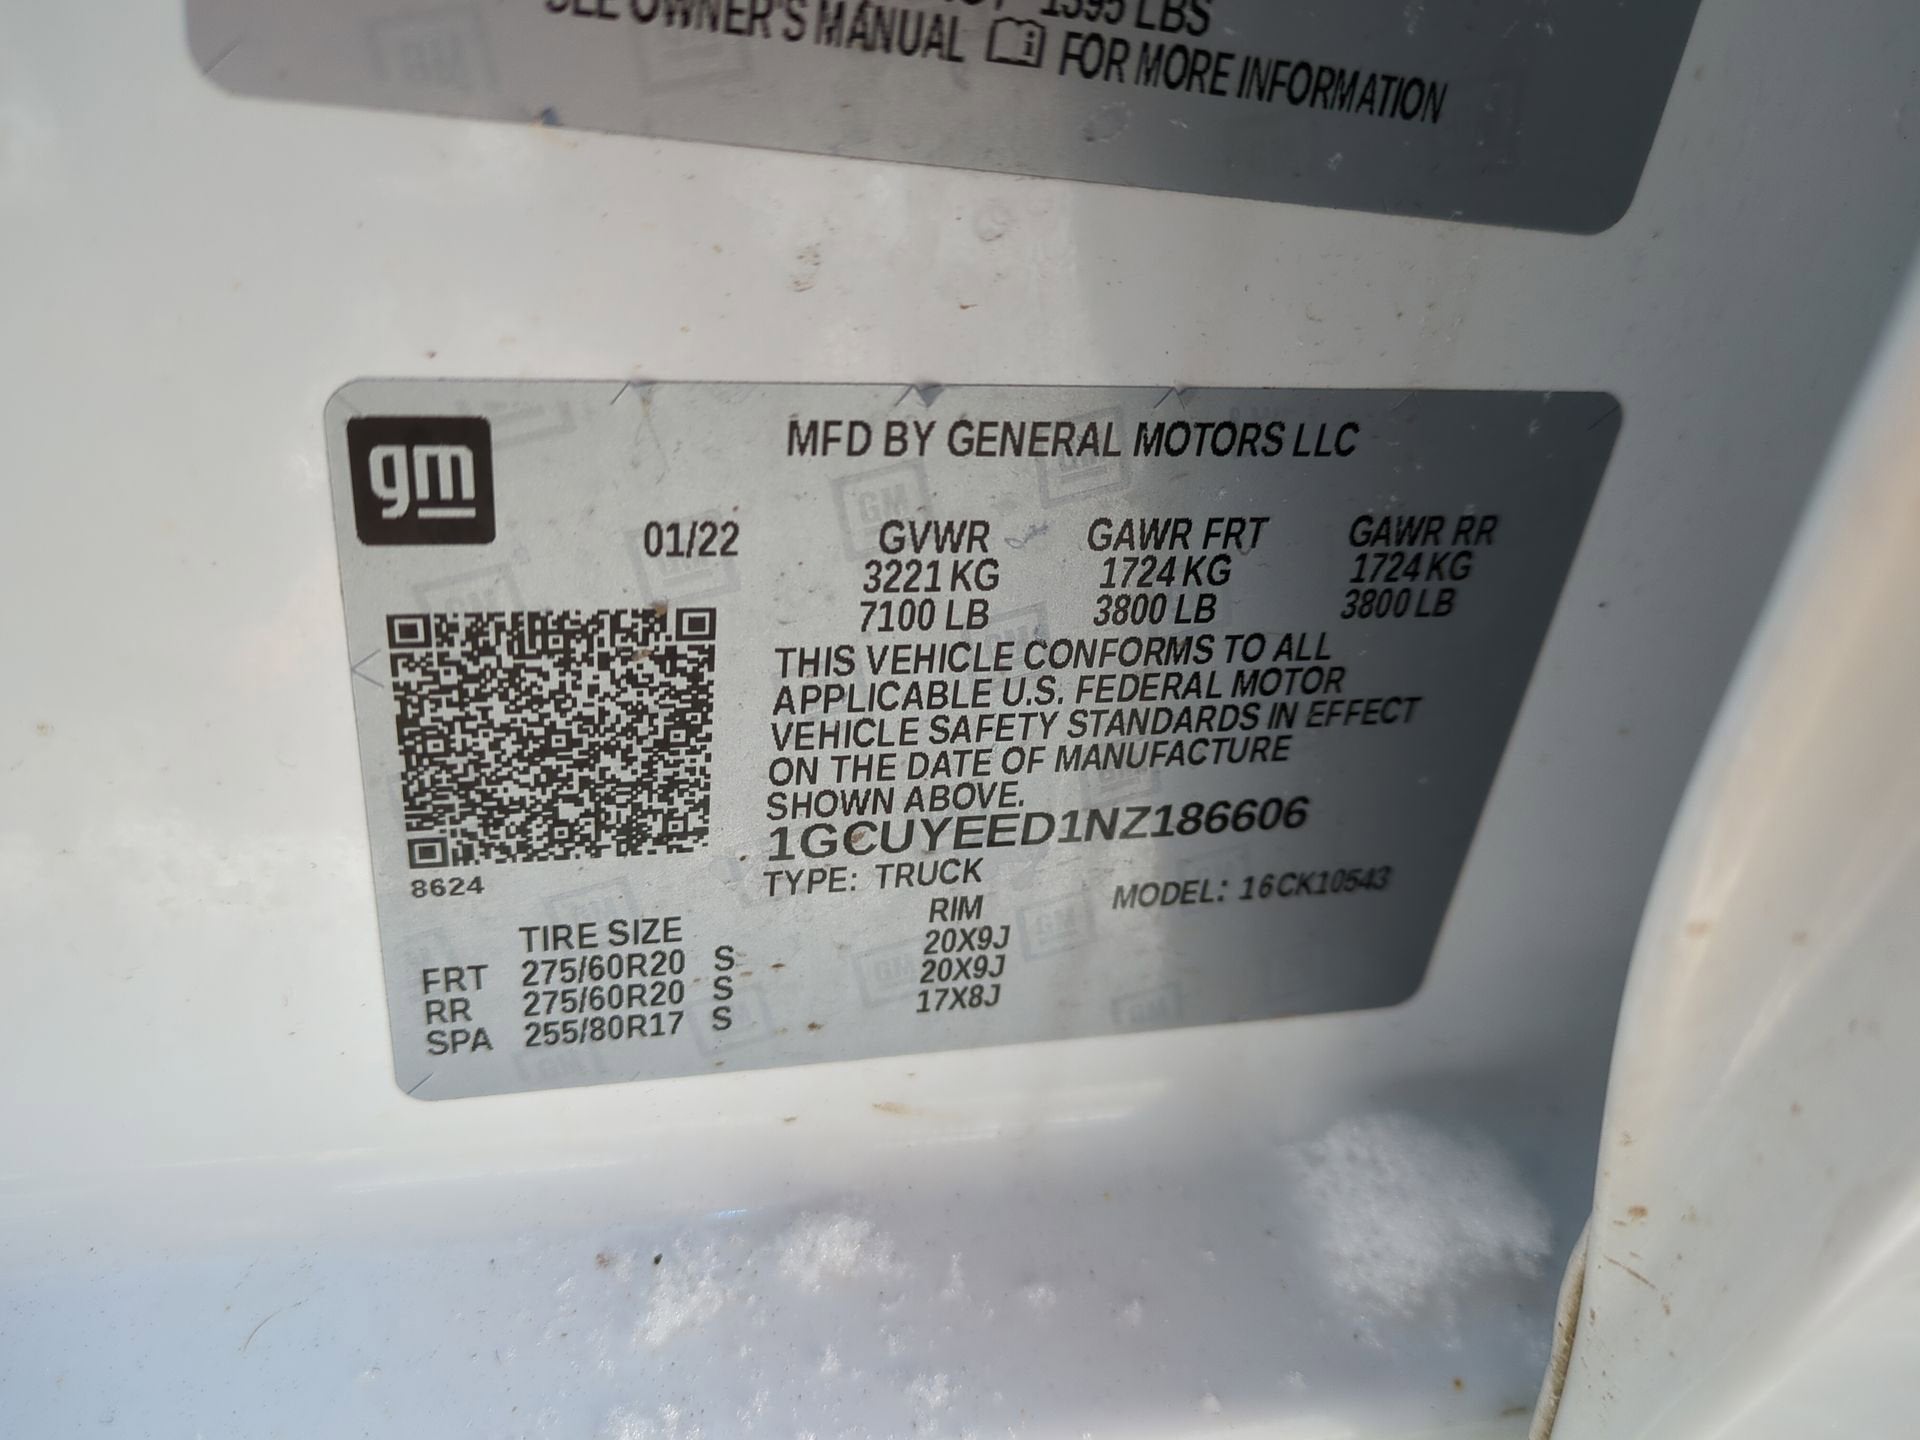 1395 LBS
SEE OWNER'S MANUAL FOR MORE INFORMATION
gm
MFD BY GENERAL MOTORS LLC
01/22 GVWR GAWR FRT GAWR RR
3221 KG 1724 KG 1724 KG
7100 LB 3800 LB 3800 LB
THIS VEHICLE CONFORMS TO ALL
APPLICABLE U.S. FEDERAL MOTOR
VEHICLE SAFETY STANDARDS IN EFFECT
ON THE DATE OF MANUFACTURE
SHOWN ABOVE.
1GCUYEED1NZ186606
8624
TYPE: TRUCK MODEL: 16CK10543
TIRE SIZE RIM
FRT 275/60R20 S 20X9J
RR 275/60R20 S 20X9J
SPA 255/80R17 S 17X8J